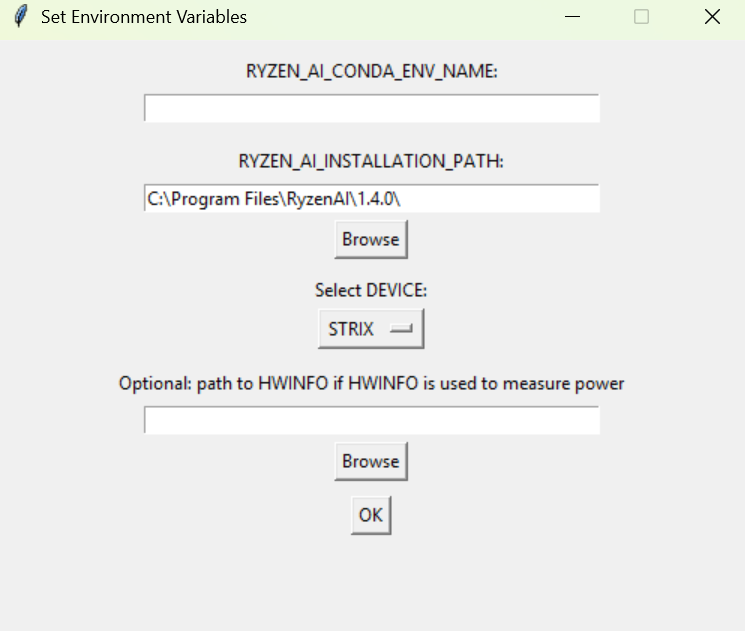 Set Environment Variables
RYZEN_AI_CONDA_ENV_NAME:
RYZEN_AI_INSTALLATION_PATH:
C:\Program Files\RyzenAI\1.4.0\
Browse
Select DEVICE:
STRIX
Optional: path to HWINFO if HWINFO is used to measure power
Browse
OK